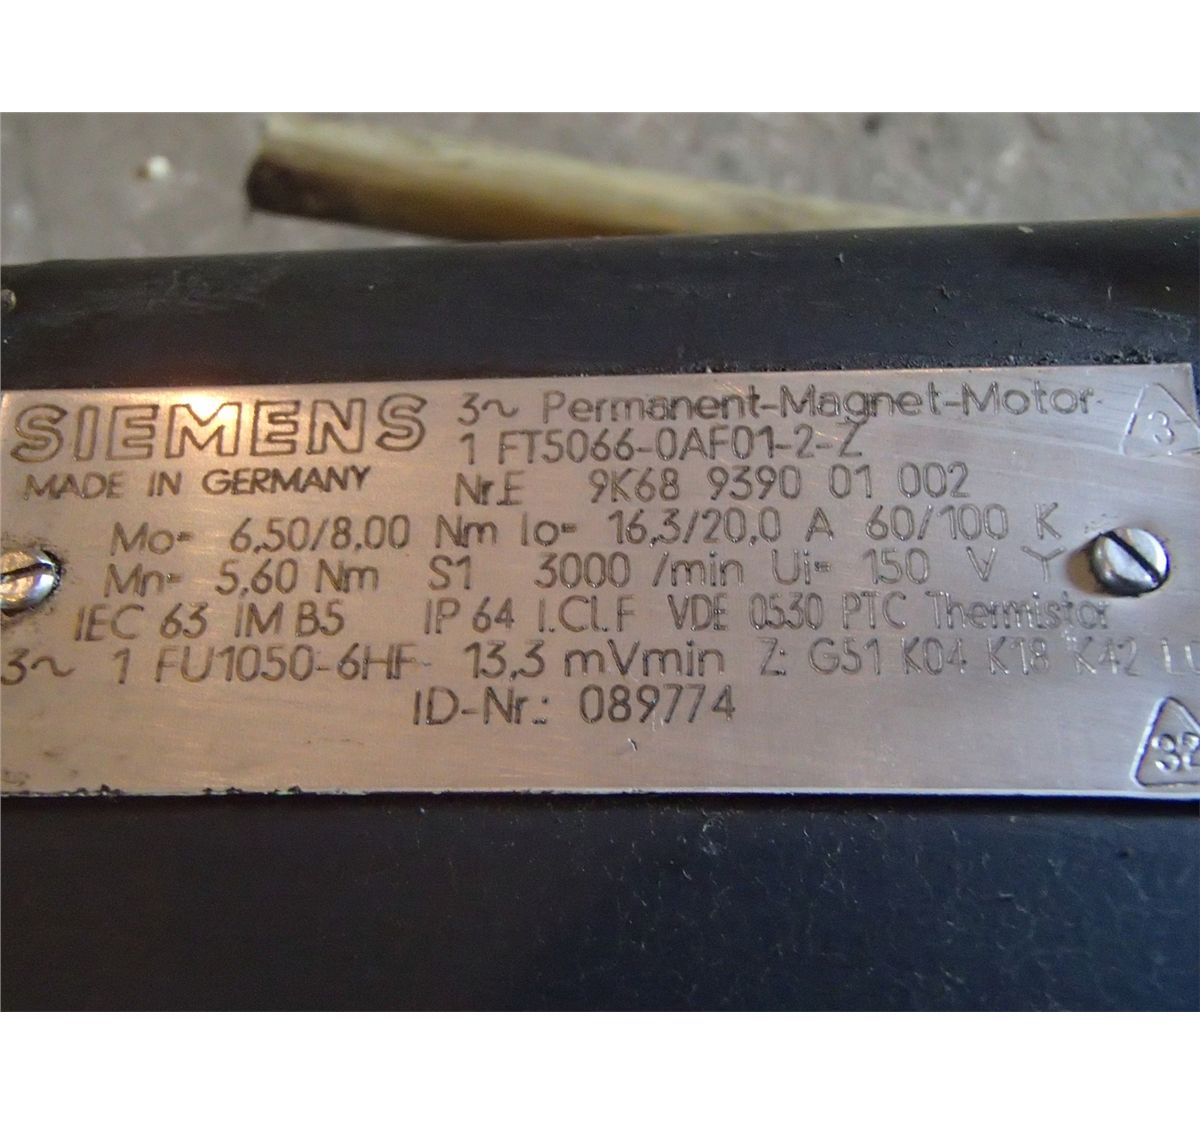 SIEMENS 3~ Permanent-Magnet-Motor 3
1 FT5066-0AF01-2-Z
MADE IN GERMANY Nr.E 9K68 9390 01 002
Mo= 6,50/8,00 Nm Io= 16,3/20,0 A 60/100 K
Mn= 5,60 Nm S1 3000 /min Ui= 150 V Y
IEC 63 IM B5 IP 64 I.Cl.F VDE 0530 PTC Thermistor
3~ 1 FU1050-6HF 13,3 mVmin Z: G51 K04 K18 K42
ID-Nr.: 089774
32